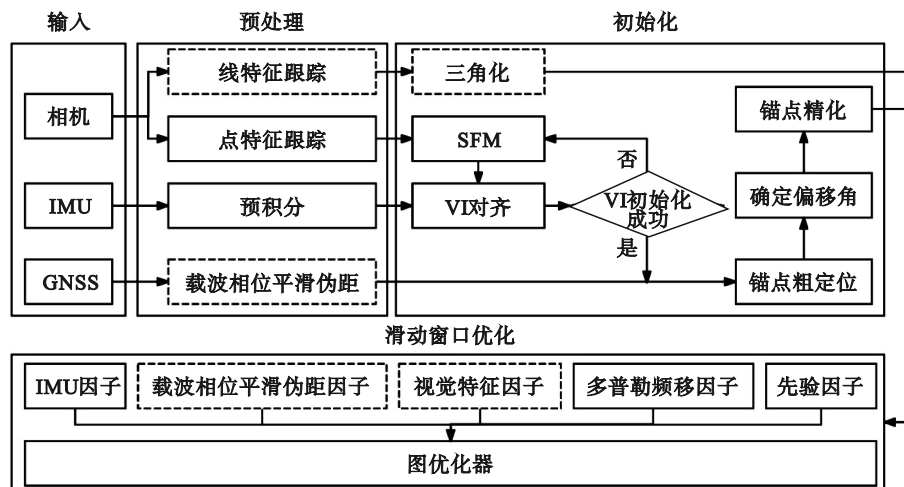 输入
预处理
初始化
线特征跟踪
三角化
相机
锚点精化
点特征跟踪
SFM
否
IMU
预积分
VI对齐
VI初始化
成功
确定偏移角
是
GNSS
载波相位平滑伪距
锚点粗定位
滑动窗口优化
IMU因子
载波相位平滑伪距因子
视觉特征因子
多普勒频移因子
先验因子
图优化器